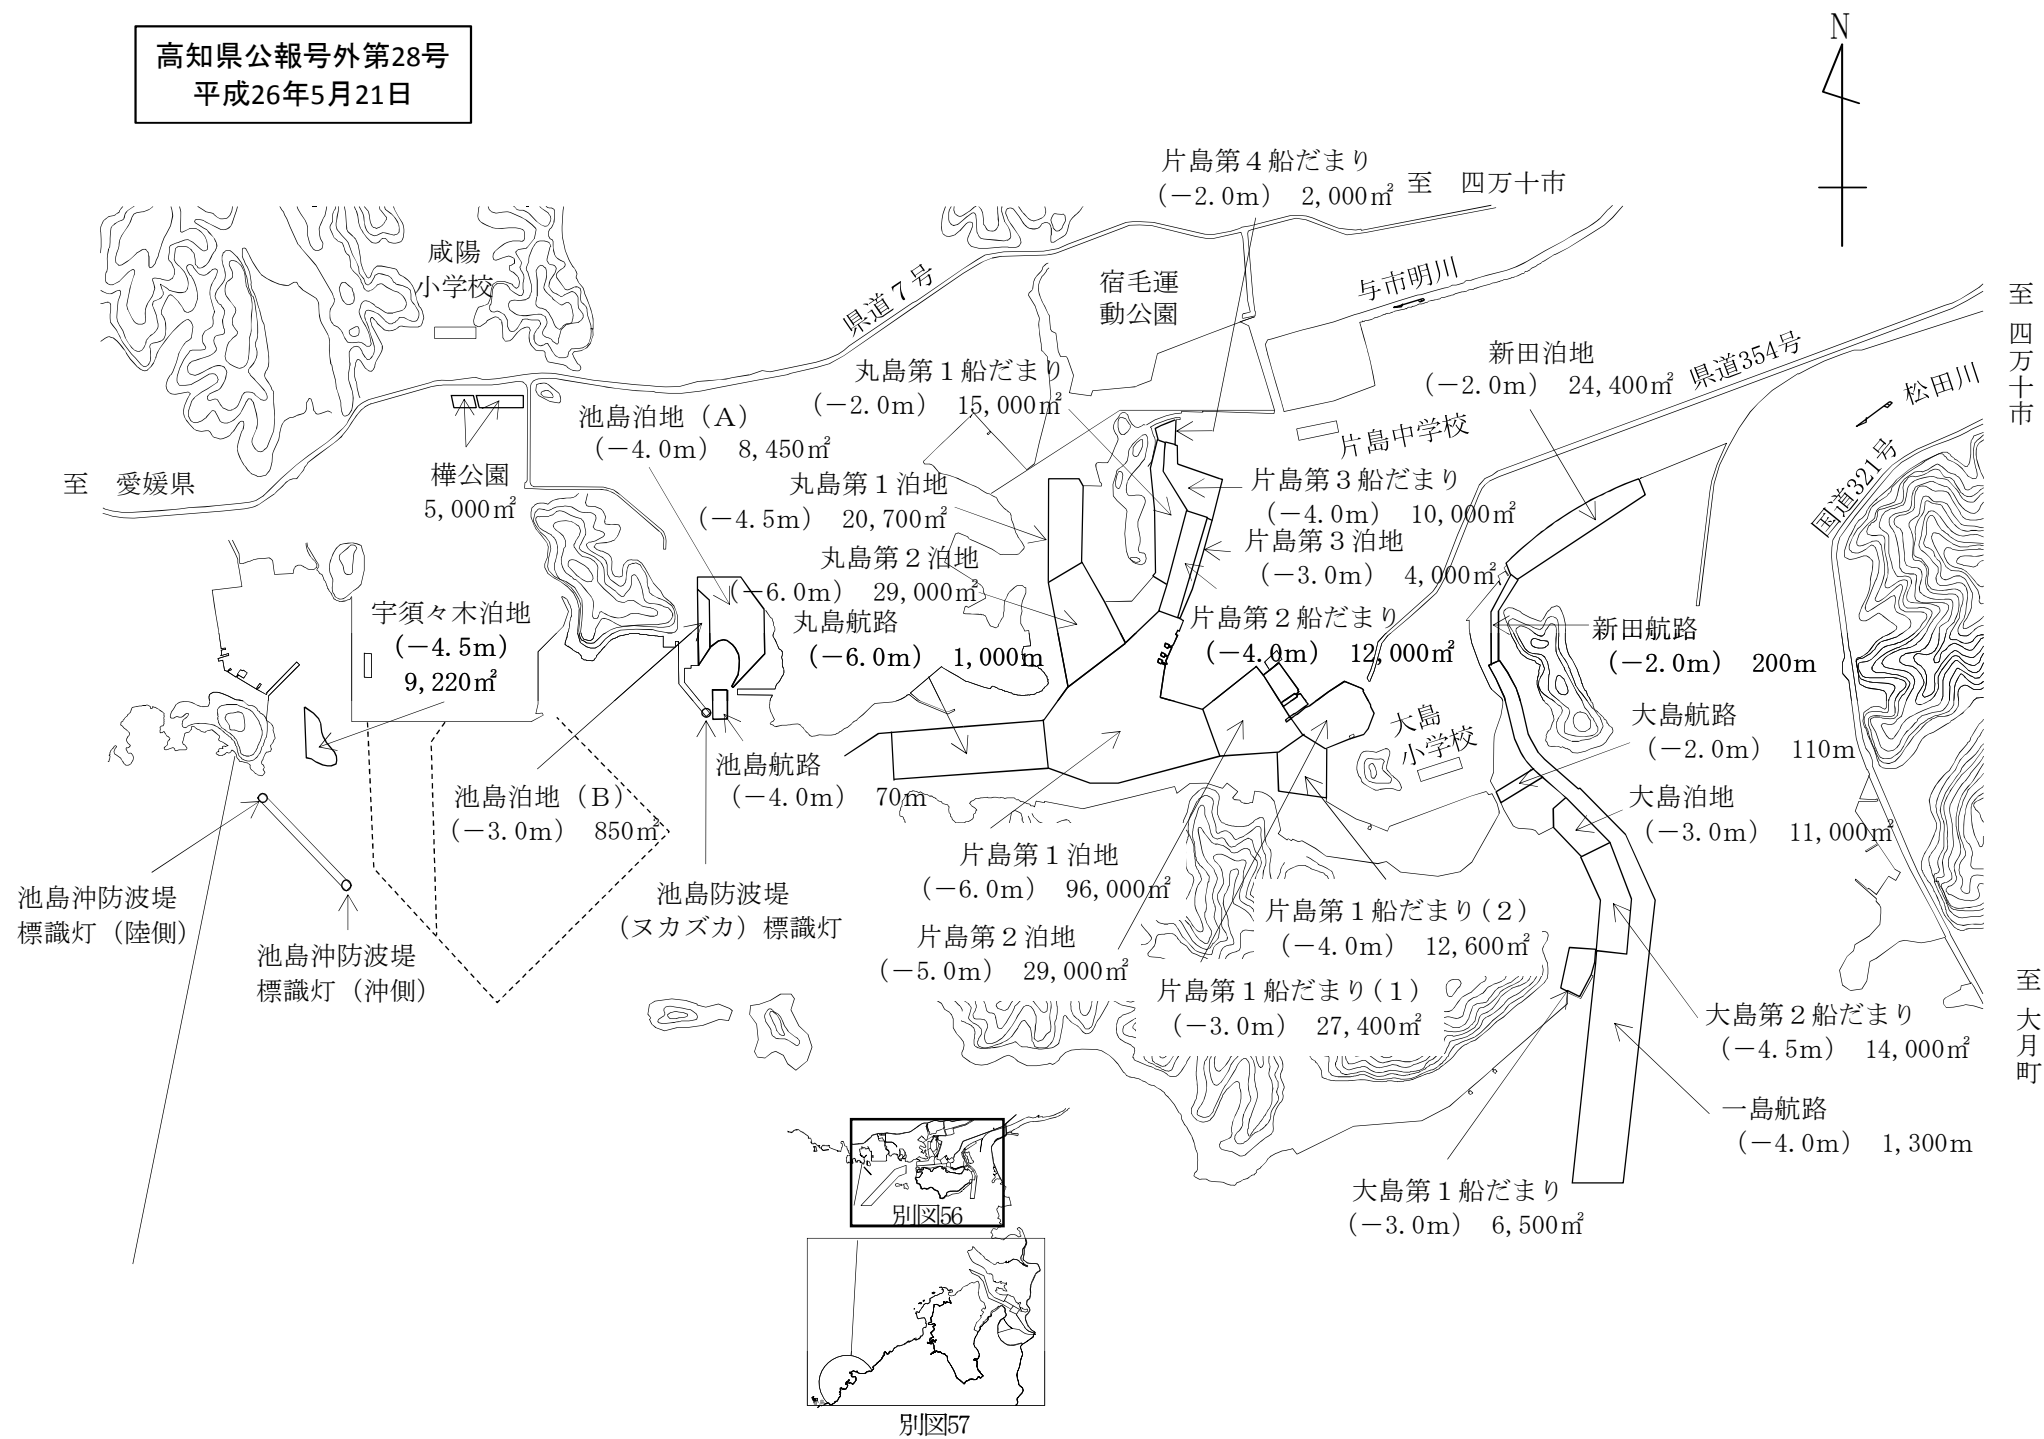 高知県公報号外第28号
平成26年5月21日
N
片島第４船だまり
(－2.0m) 2,000㎡
至 四万十市
咸陽
小学校
県道７号
宿毛運
動公園
与市明川
至 四万十市
丸島第１船だまり
(－2.0m) 15,000㎡
新田泊地
(－2.0m) 24,400㎡
県道354号
松田川
池島泊地（A）
(－4.0m) 8,450㎡
片島中学校
国道321号
至 愛媛県
樺公園
5,000㎡
丸島第１泊地
(－4.5m) 20,700㎡
片島第３船だまり
(－4.0m) 10,000㎡
丸島第２泊地
(－6.0m) 29,000㎡
片島第３泊地
(－3.0m) 4,000㎡
宇須々木泊地
(－4.5m)
9,220㎡
丸島航路
(－6.0m) 1,000m
片島第２船だまり
(－4.0m) 12,000㎡
新田航路
(－2.0m) 200m
大島
小学校
大島航路
(－2.0m) 110m
池島航路
(－4.0m) 70m
池島泊地（B）
(－3.0m) 850㎡
大島泊地
(－3.0m) 11,000㎡
片島第１泊地
(－6.0m) 96,000㎡
池島沖防波堤
標識灯（陸側）
池島防波堤
（ヌカズカ）標識灯
片島第１船だまり(２)
(－4.0m) 12,600㎡
池島沖防波堤
標識灯（沖側）
片島第２泊地
(－5.0m) 29,000㎡
片島第１船だまり(１)
(－3.0m) 27,400㎡
大島第２船だまり
(－4.5m) 14,000㎡
至 大月町
一島航路
(－4.0m) 1,300m
大島第１船だまり
(－3.0m) 6,500㎡
別図56
別図57